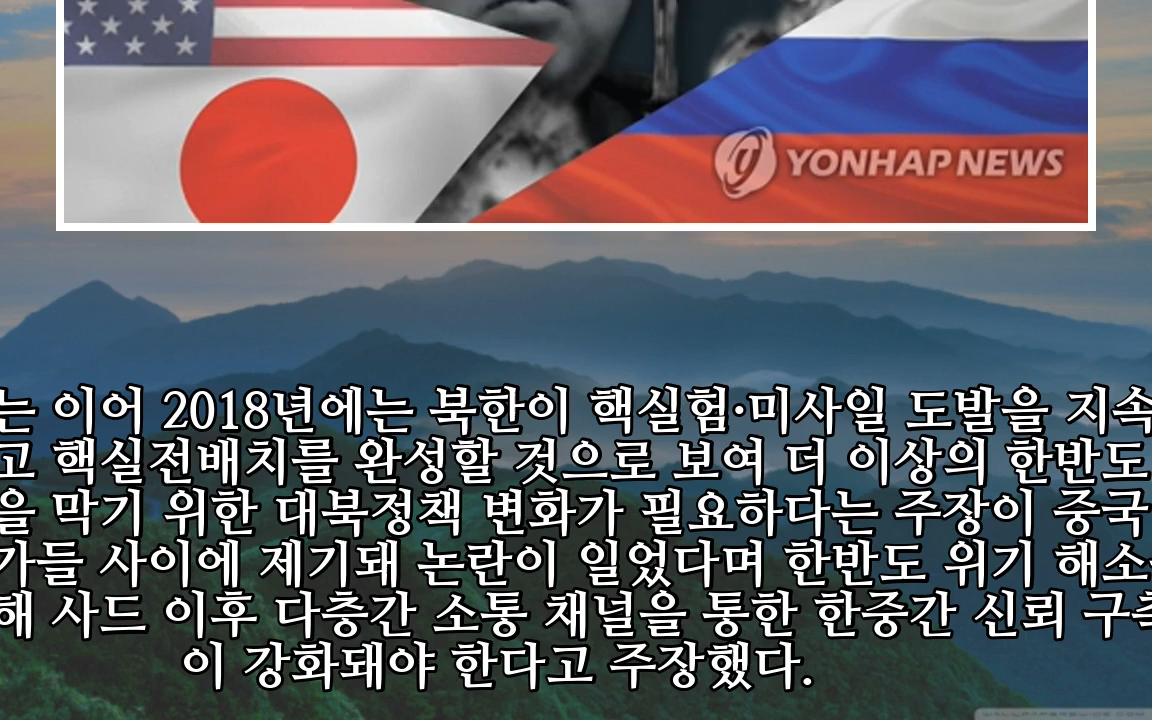 YONHAP NEWS
는 이어 2018년에는 북한이 핵실험·미사일 도발을 지속
고 핵실전배치를 완성할 것으로 보여 더 이상의 한반도
을 막기 위한 대북정책 변화가 필요하다는 주장이 중국
가들 사이에 제기돼 논란이 일었다며 한반도 위기 해소
해 사드 이후 다층간 소통 채널을 통한 한중간 신뢰 구축
이 강화돼야 한다고 주장했다.